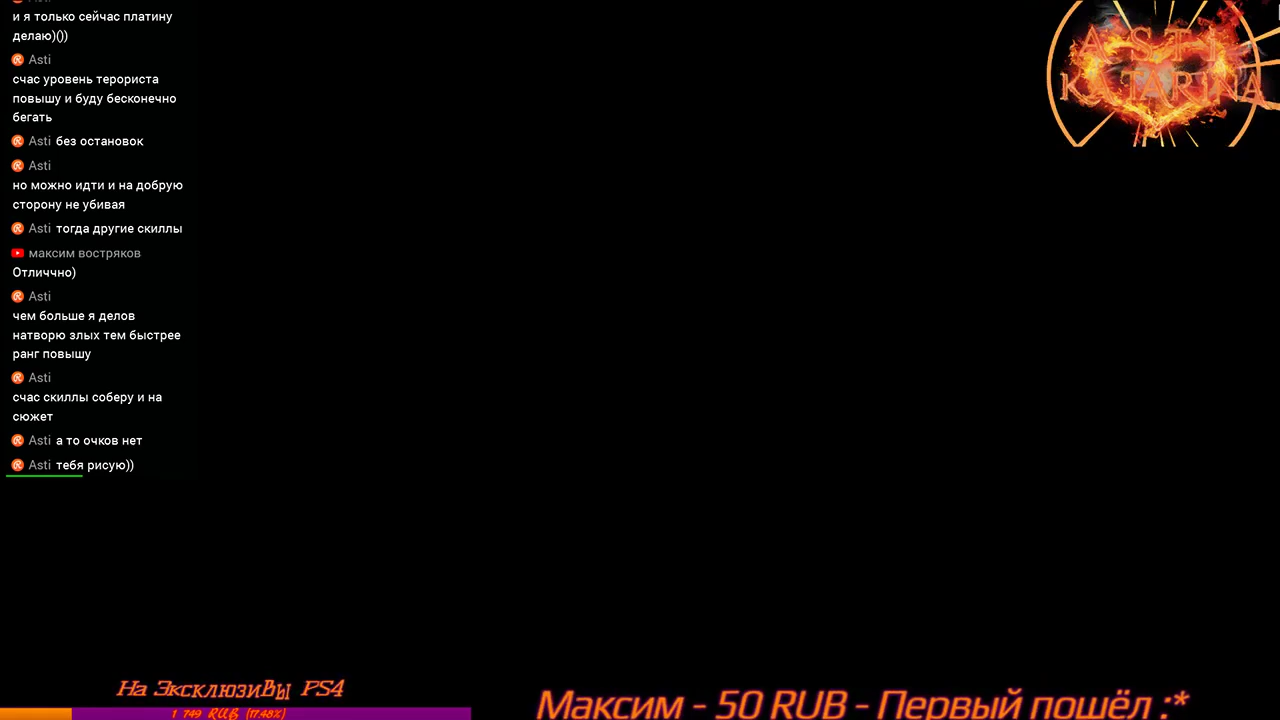 и я только сейчас платину
делаю)())
Asti
счас уровень терориста
повышу и буду бесконечно
бегать
Asti без остановок
Asti
но можно идти и на добрую
сторону не убивая
Asti тогда другие скиллы
максим востряков
Отличчно)
Asti
чем больше я делов
натворю злых тем быстрее
ранг повышу
Asti
счас скиллы соберу и на
сюжет
Asti а то очков нет
Asti тебя рисую))
ASTI
KATARINA
На Эксклюзивы PS4
1 749 RUB (17.48%)
Максим - 50 RUB - Первый пошёл :*